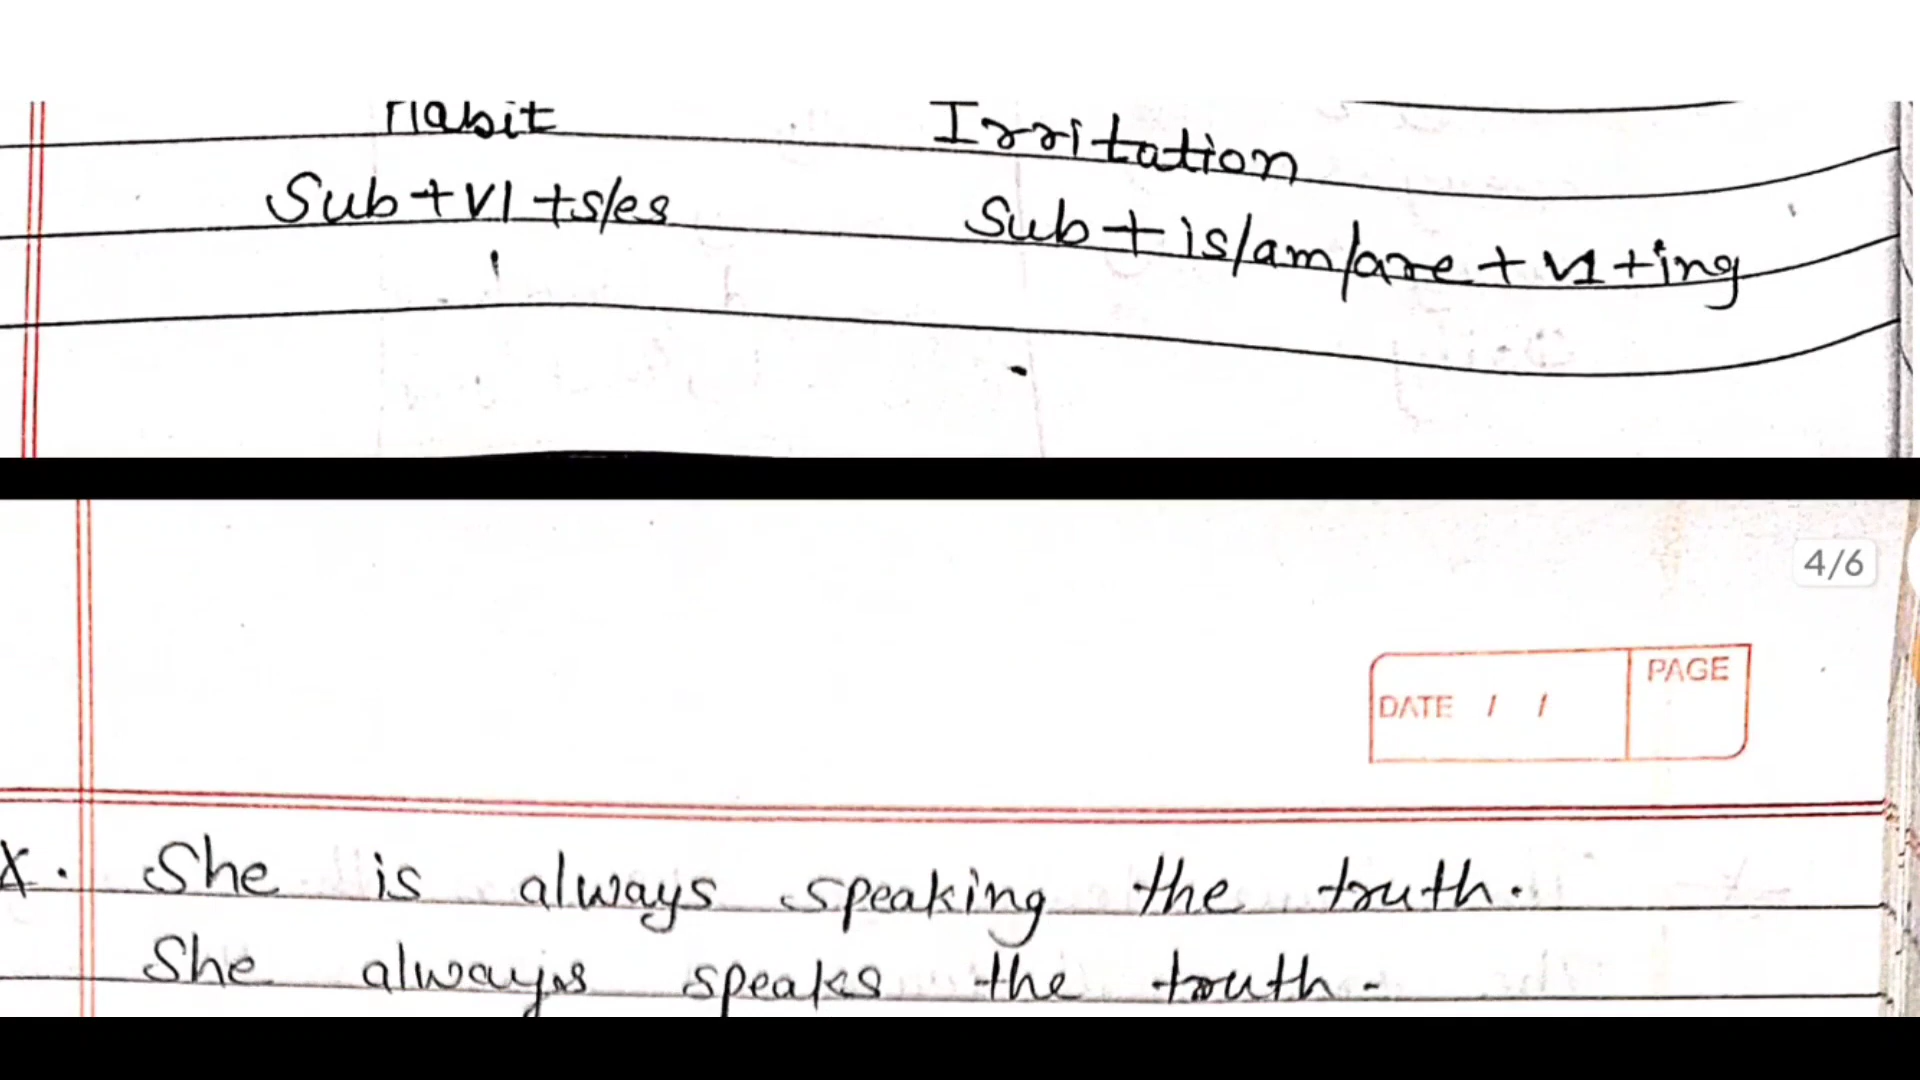 Habit Irritation
Sub + V1 + s/es Sub + is/am/are + V1 + ing
4/6
DATE / / PAGE
X. She is always speaking the truth.
She always speaks the truth.